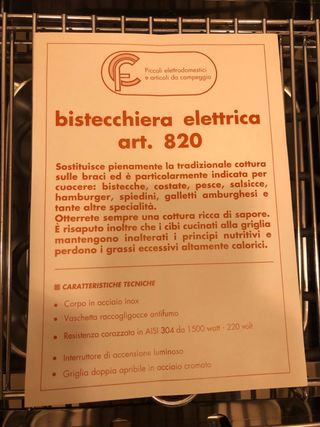 CF
Piccoli elettrodomestici
e articoli da campeggio
bistecchiera elettrica
art. 820
Sostituisce pienamente la tradizionale cottura
sulle braci ed è particolarmente indicata per
cuocere: bistecche, costate, pesce, salsicce,
hamburger, spiedini, galletti amburghesi e
tante altre specialità.
Otterrete sempre una cottura ricca di sapore.
È risaputo inoltre che i cibi cucinati alla griglia
mantengono inalterati i principi nutritivi e
perdono i grassi eccessivi altamente calorici.
CARATTERISTICHE TECNICHE
• Corpo in acciaio inox
• Vaschetta raccogligocce antifumo
• Resistenza corazzata in AISI 304 da 1500 watt - 220 volt
• Interruttore di accensione luminoso
• Griglia doppia apribile in acciaio cromato